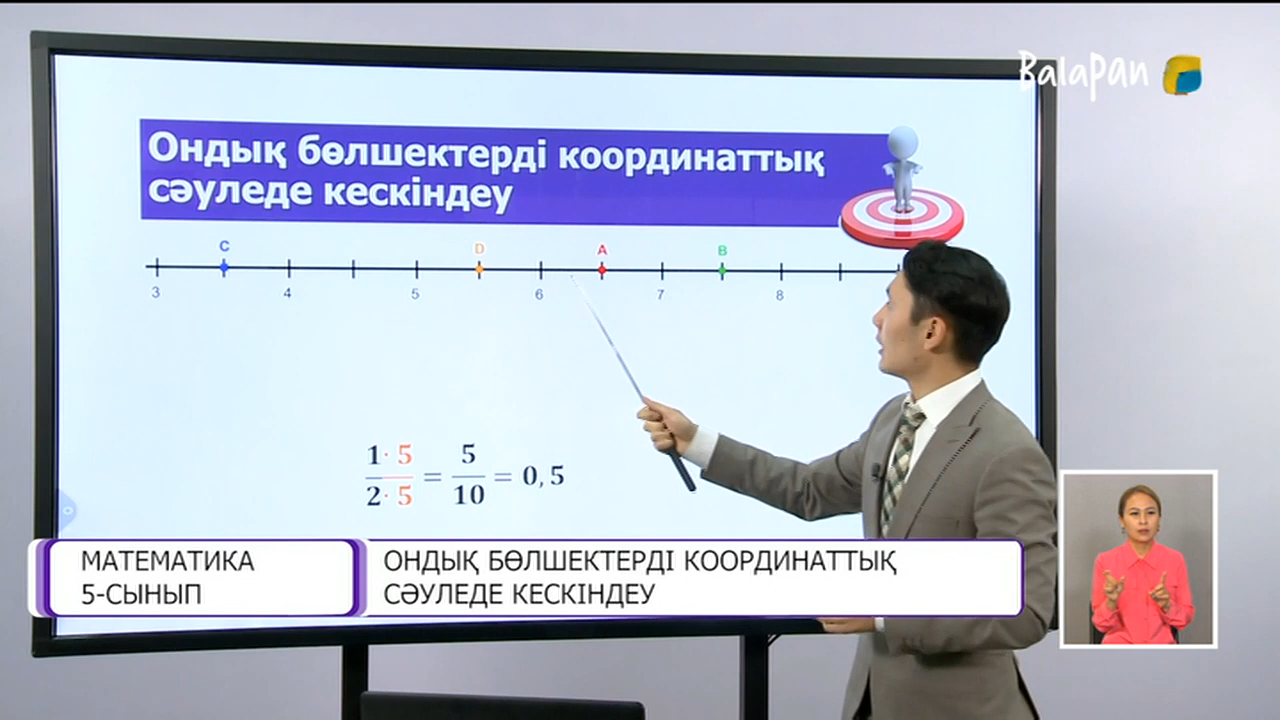 Balapan
Ондық бөлшектерді координаттық
сәуледе кескіндеу
C D A B
3 4 5 6 7 8
1 · 5 / 2 · 5 = 5 / 10 = 0, 5
МАТЕМАТИКА
5-СЫНЫП
ОНДЫҚ БӨЛШЕКТЕРДІ КООРДИНАТТЫҚ
СӘУЛЕДЕ КЕСКІНДЕУ